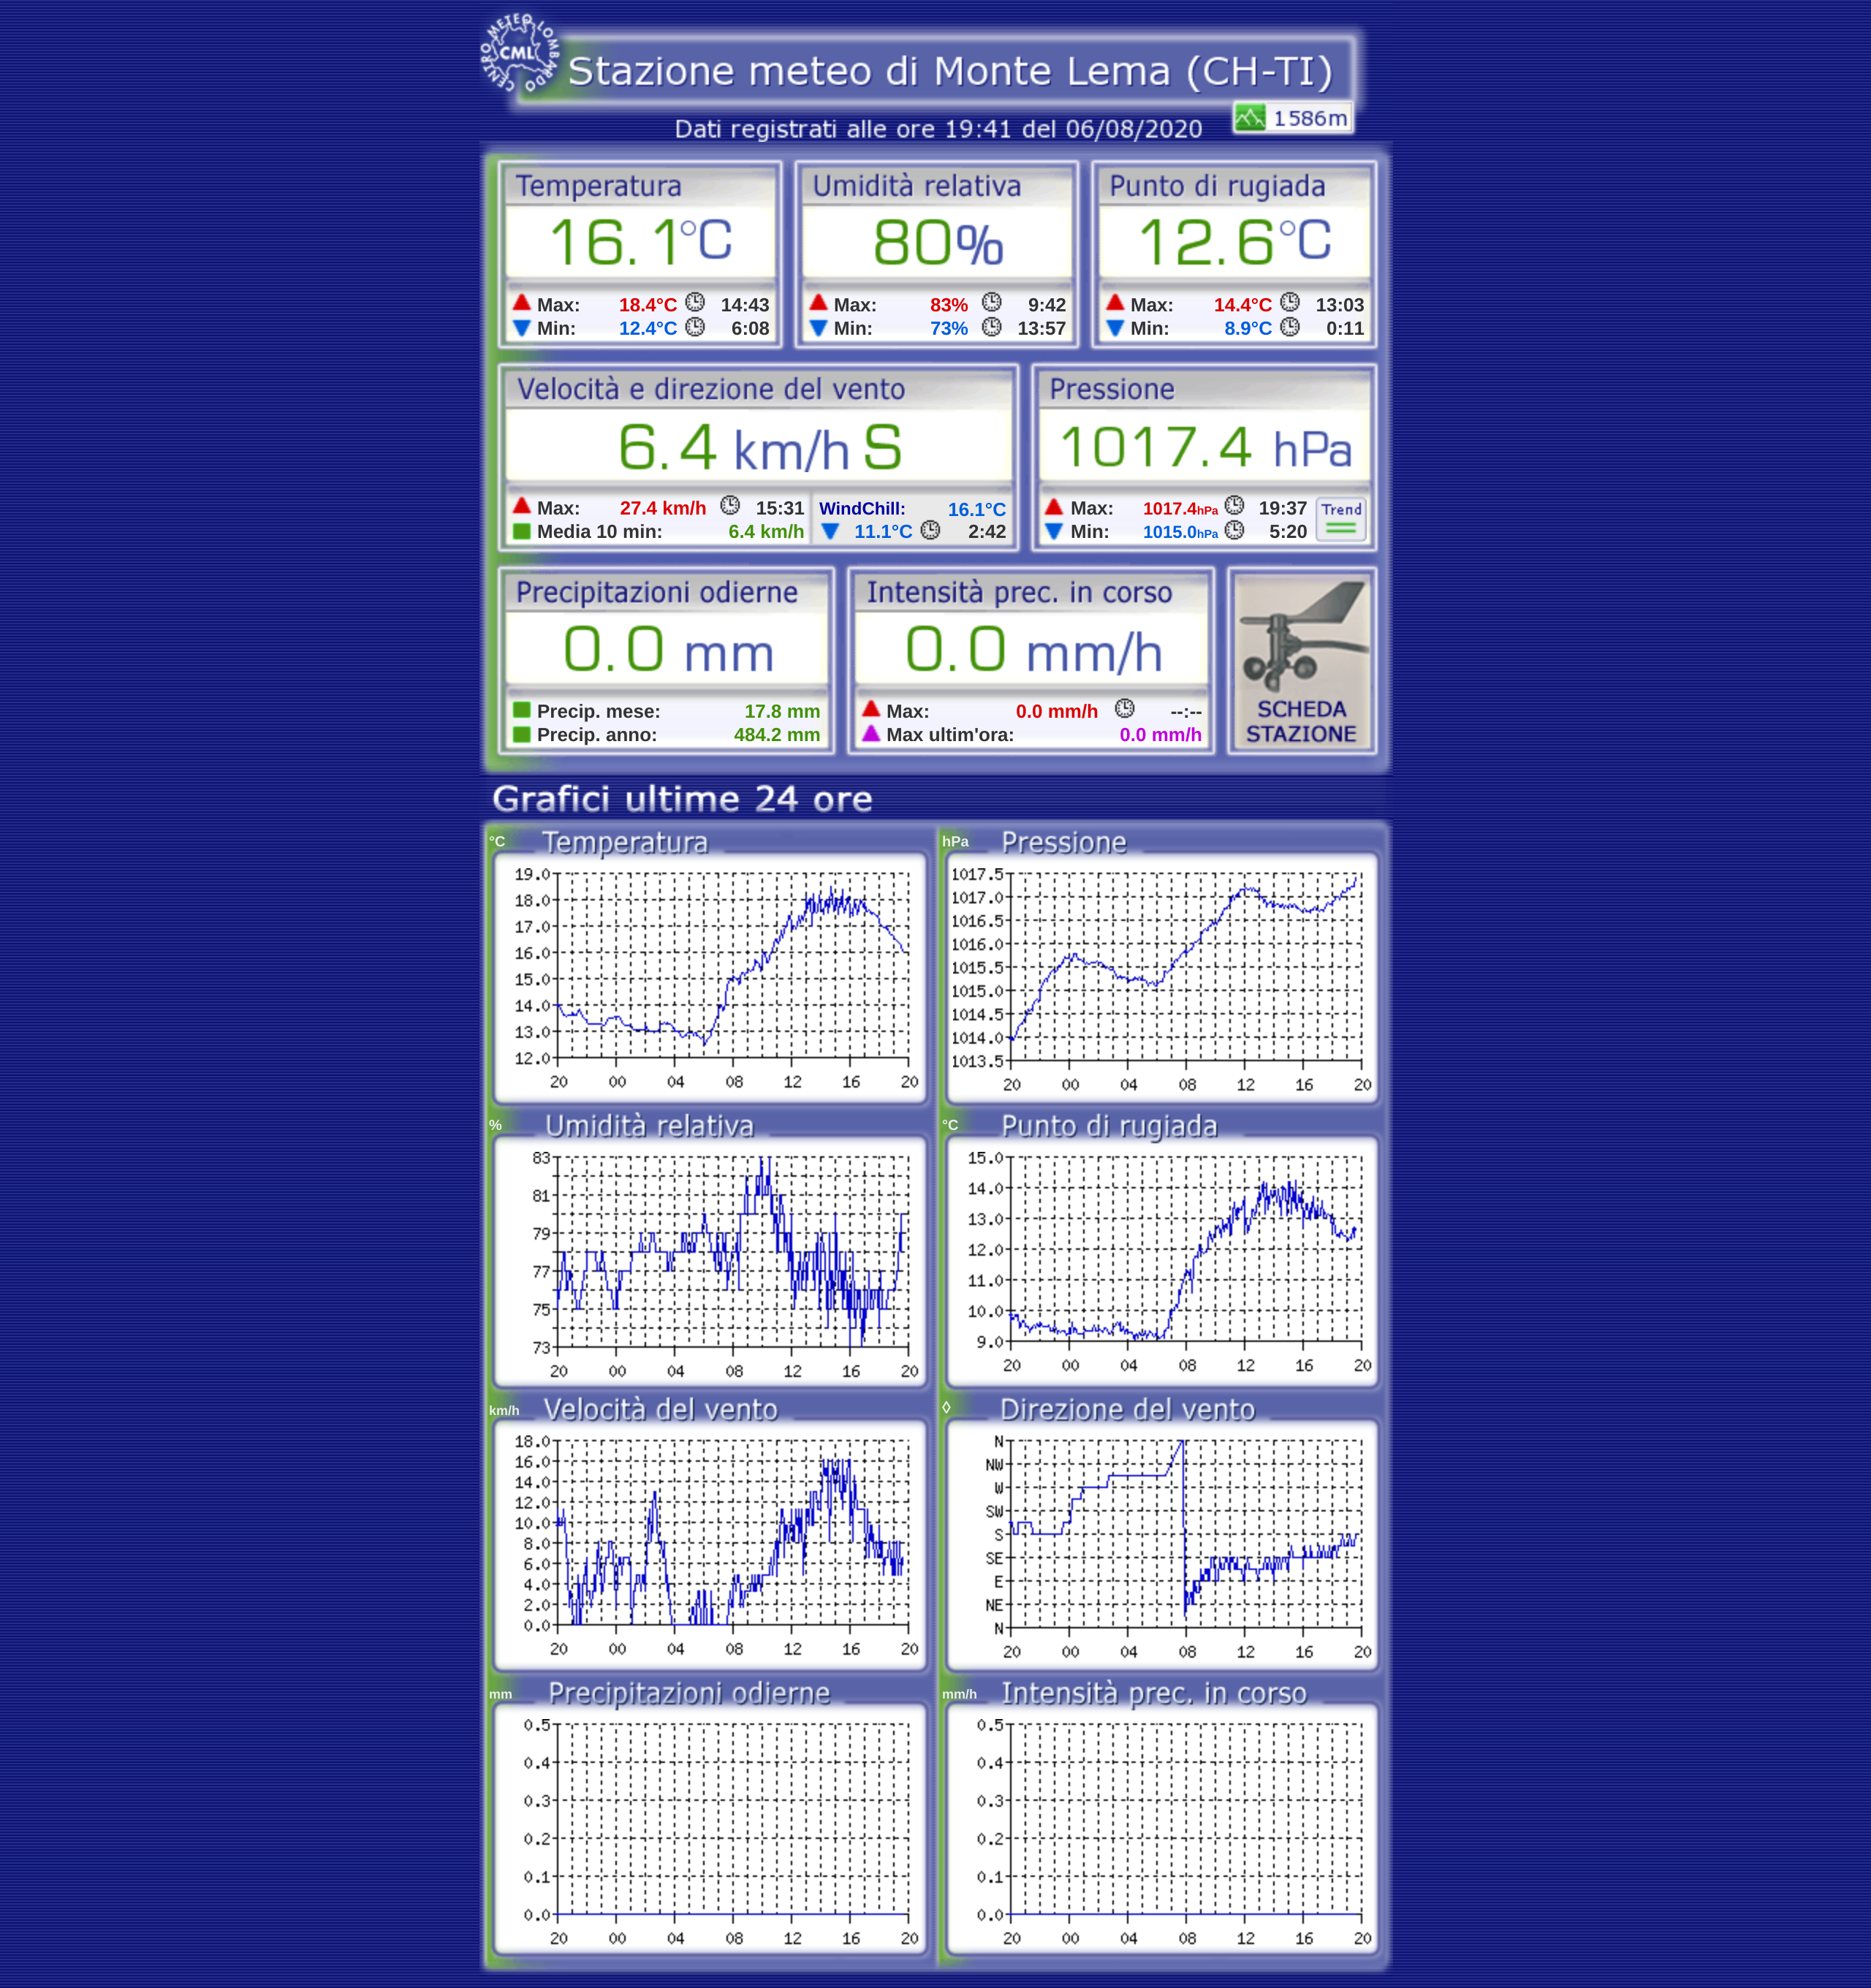 CENTRO METEO LOMBARDO
CML
Stazione meteo di Monte Lema (CH-TI)
1586m
Dati registrati alle ore 19:41 del 06/08/2020
Temperatura
16.1°C
Max: 18.4°C 14:43
Min: 12.4°C 6:08
Umidità relativa
80%
Max: 83% 9:42
Min: 73% 13:57
Punto di rugiada
12.6°C
Max: 14.4°C 13:03
Min: 8.9°C 0:11
Velocità e direzione del vento
6.4 km/h S
Max: 27.4 km/h 15:31
Media 10 min: 6.4 km/h
WindChill: 16.1°C
11.1°C 2:42
Pressione
1017.4 hPa
Max: 1017.4hPa 19:37
Min: 1015.0hPa 5:20
Trend
Precipitazioni odierne
0.0 mm
Precip. mese: 17.8 mm
Precip. anno: 484.2 mm
Intensità prec. in corso
0.0 mm/h
Max: 0.0 mm/h --:--
Max ultim'ora: 0.0 mm/h
SCHEDA
STAZIONE
Grafici ultime 24 ore
°C Temperatura
19.0
18.0
17.0
16.0
15.0
14.0
13.0
12.0
20 00 04 08 12 16 20
hPa Pressione
1017.5
1017.0
1016.5
1016.0
1015.5
1015.0
1014.5
1014.0
1013.5
20 00 04 08 12 16 20
% Umidità relativa
83
81
79
77
75
73
20 00 04 08 12 16 20
°C Punto di rugiada
15.0
14.0
13.0
12.0
11.0
10.0
9.0
20 00 04 08 12 16 20
km/h Velocità del vento
18.0
16.0
14.0
12.0
10.0
8.0
6.0
4.0
2.0
0.0
20 00 04 08 12 16 20
◊ Direzione del vento
N
NW
W
SW
S
SE
E
NE
N
20 00 04 08 12 16 20
mm Precipitazioni odierne
0.5
0.4
0.3
0.2
0.1
0.0
20 00 04 08 12 16 20
mm/h Intensità prec. in corso
0.5
0.4
0.3
0.2
0.1
0.0
20 00 04 08 12 16 20